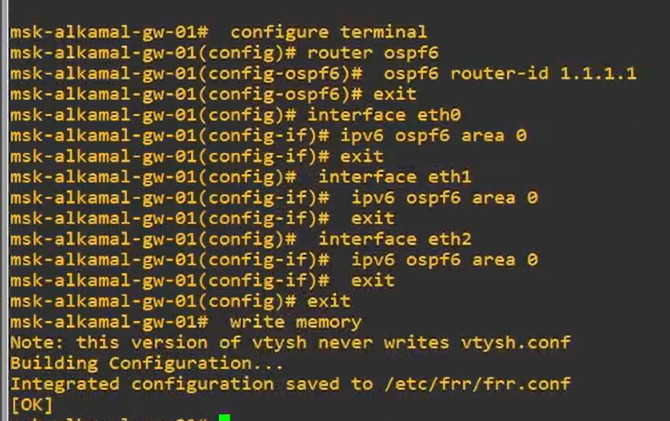 msk-alkamal-gw-01#  configure terminal
msk-alkamal-gw-01(config)# router ospf6
msk-alkamal-gw-01(config-ospf6)#  ospf6 router-id 1.1.1.1
msk-alkamal-gw-01(config-ospf6)# exit
msk-alkamal-gw-01(config)# interface eth0
msk-alkamal-gw-01(config-if)# ipv6 ospf6 area 0
msk-alkamal-gw-01(config-if)# exit
msk-alkamal-gw-01(config)#  interface eth1
msk-alkamal-gw-01(config-if)#  ipv6 ospf6 area 0
msk-alkamal-gw-01(config-if)#  exit
msk-alkamal-gw-01(config)#  interface eth2
msk-alkamal-gw-01(config-if)#  ipv6 ospf6 area 0
msk-alkamal-gw-01(config-if)#  exit
msk-alkamal-gw-01(config)# exit
msk-alkamal-gw-01#  write memory
Note: this version of vtysh never writes vtysh.conf
Building Configuration...
Integrated configuration saved to /etc/frr/frr.conf
[OK]
msk-alkamal-gw-01#